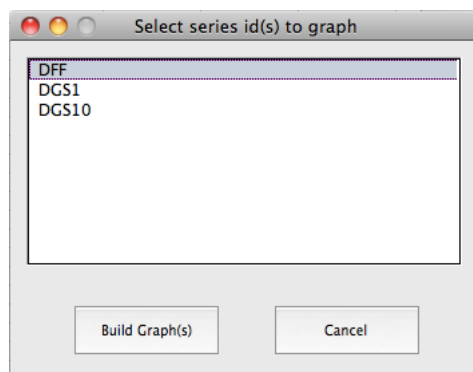 Select series id(s) to graph
DFF
DGS1
DGS10
Build Graph(s)
Cancel